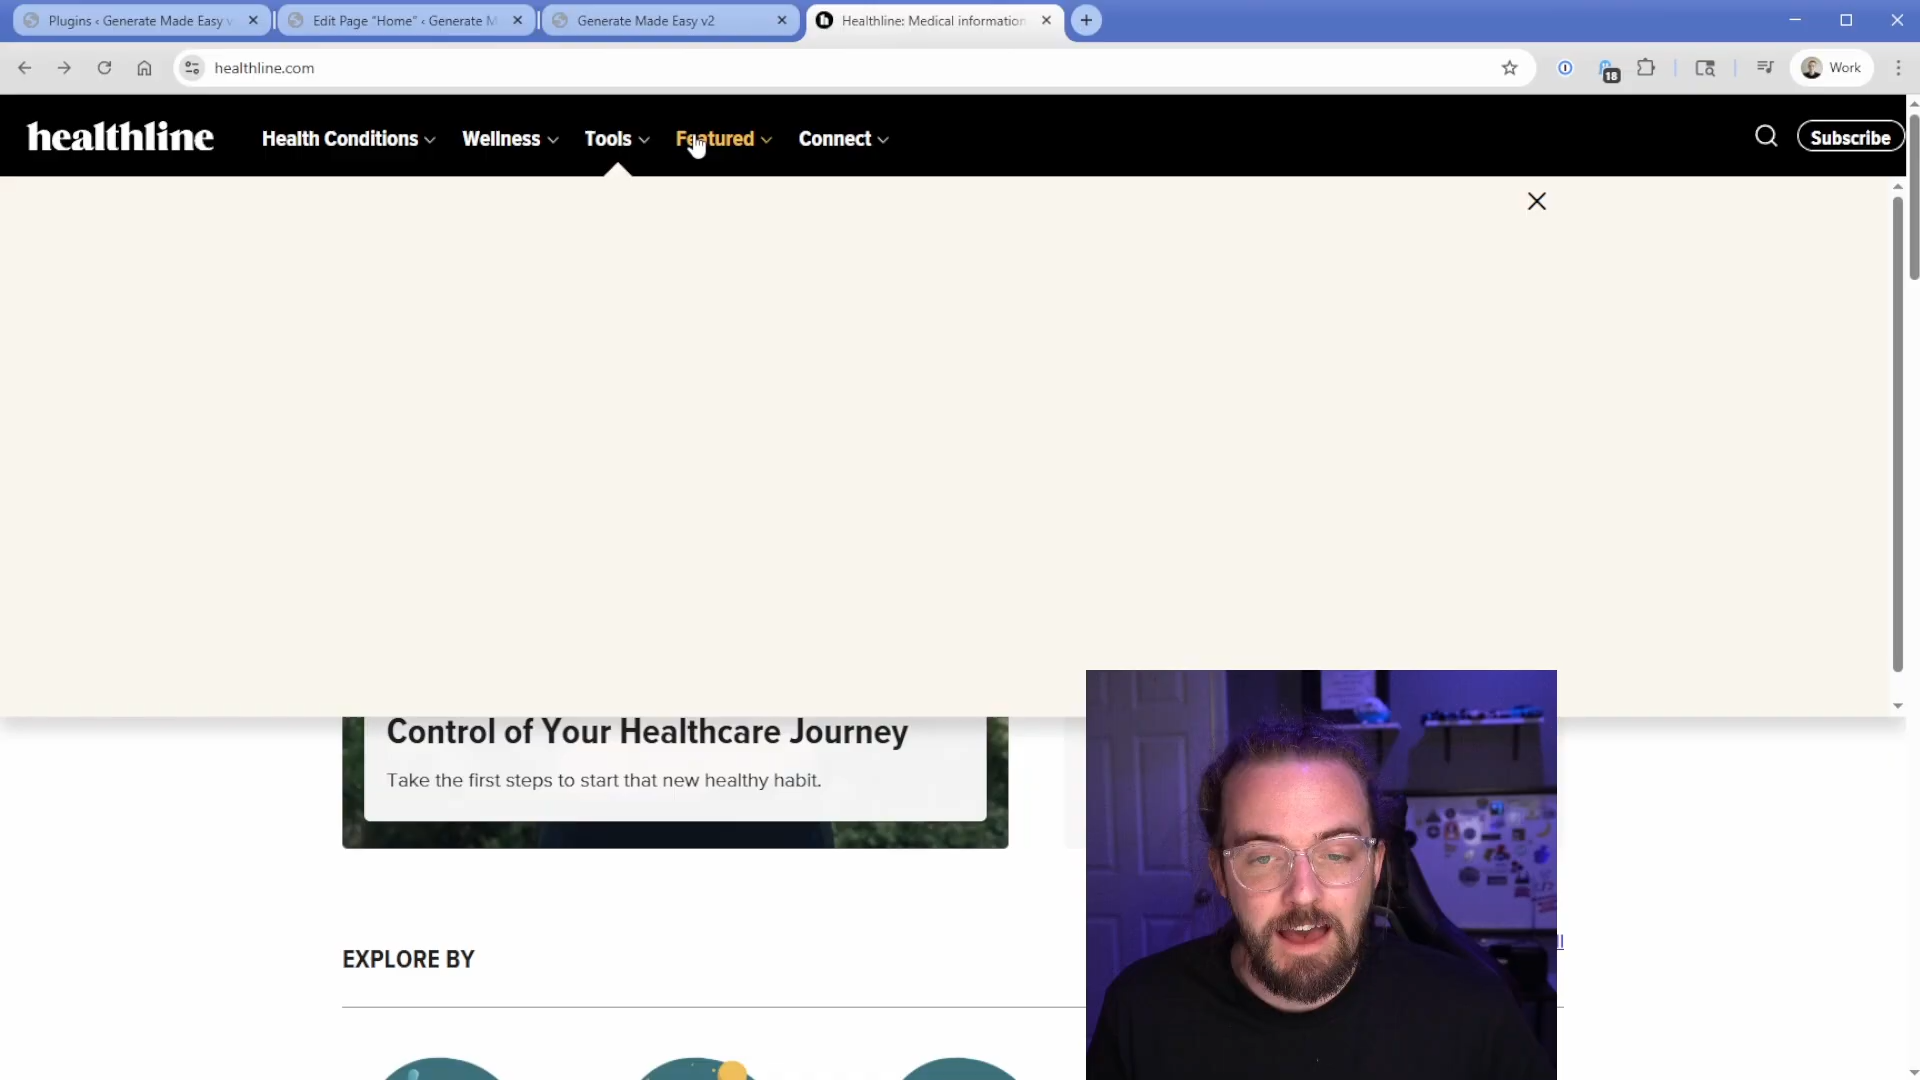 Plugins ‹ Generate Made Easy v
Edit Page "Home" ‹ Generate M
Generate Made Easy v2
Healthline: Medical information
healthline.com
18
Work
healthline
Health Conditions
Wellness
Tools
Featured
Connect
Subscribe
Control of Your Healthcare Journey
Take the first steps to start that new healthy habit.
EXPLORE BY